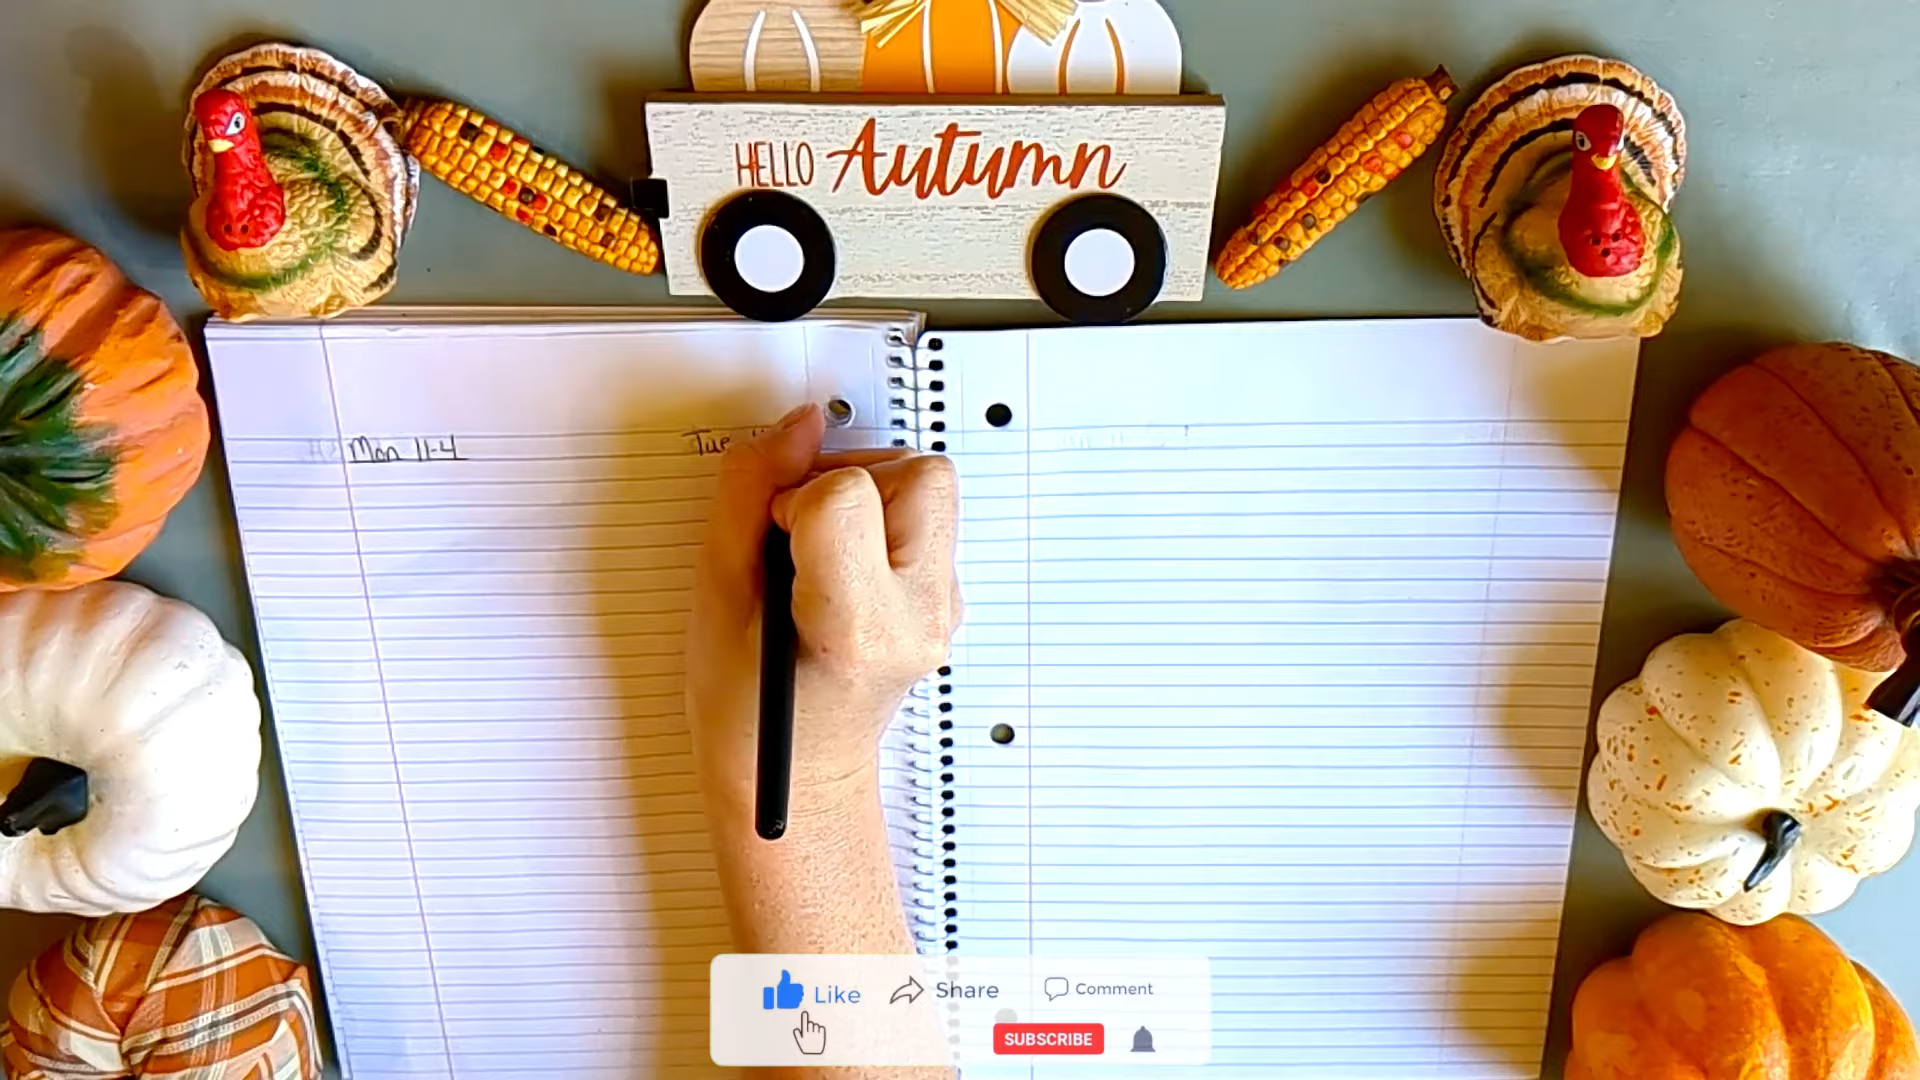 HELLO Autumn
Mon 11-4
Tue
Like
Share
Comment
SUBSCRIBE